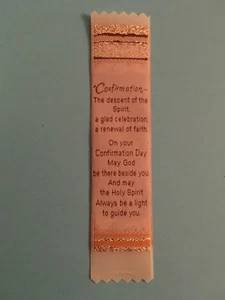 Confirmation
The descent of the
Spirit,
a glad celebration,
a renewal of faith.
On your
Confirmation Day
May God
be there beside you
And may
the Holy Spirit
Always be a light
to guide you.